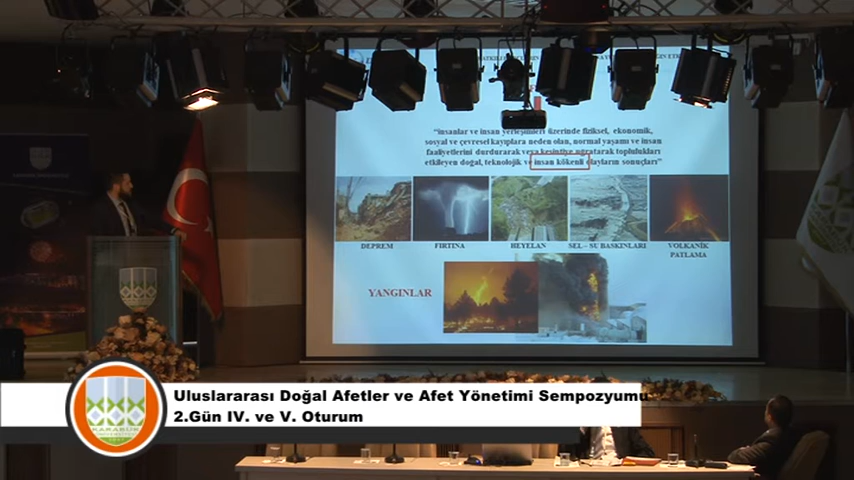 "insanlar ve insan yerleşimleri üzerinde fiziksel, ekonomik,
sosyal ve çevresel kayıplara neden olan, normal yaşamı ve insan
faaliyetlerini durdurarak veya kesintiye uğratarak toplulukları
etkileyen doğal, teknolojik ve insan kökenli olayların sonuçları"
DEPREM FIRTINA HEYELAN SEL – SU BASKINLARI VOLKANİK
PATLAMA
YANGINLAR
Uluslararası Doğal Afetler ve Afet Yönetimi Sempozyumu
2.Gün IV. ve V. Oturum
KARABÜK